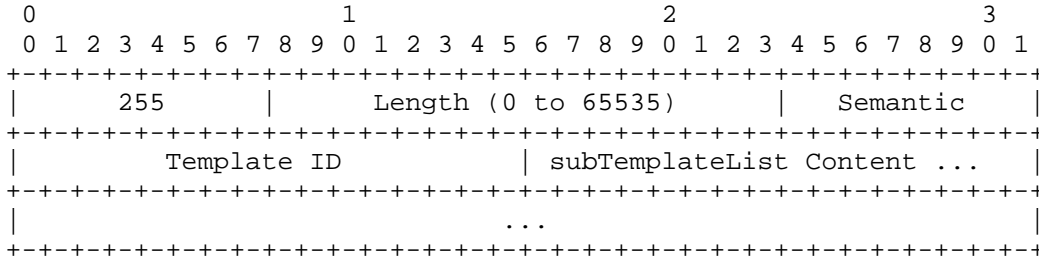 0                   1                   2                   3
 0 1 2 3 4 5 6 7 8 9 0 1 2 3 4 5 6 7 8 9 0 1 2 3 4 5 6 7 8 9 0 1
+-+-+-+-+-+-+-+-+-+-+-+-+-+-+-+-+-+-+-+-+-+-+-+-+-+-+-+-+-+-+-+-+
|      255      |      Length (0 to 65535)      |   Semantic    |
+-+-+-+-+-+-+-+-+-+-+-+-+-+-+-+-+-+-+-+-+-+-+-+-+-+-+-+-+-+-+-+-+
|         Template ID           | subTemplateList Content ...   |
+-+-+-+-+-+-+-+-+-+-+-+-+-+-+-+-+-+-+-+-+-+-+-+-+-+-+-+-+-+-+-+-+
|                              ...                              |
+-+-+-+-+-+-+-+-+-+-+-+-+-+-+-+-+-+-+-+-+-+-+-+-+-+-+-+-+-+-+-+-+